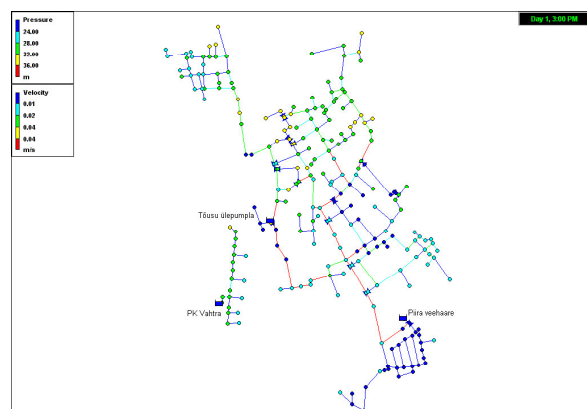 Pressure
24.00
28.00
32.00
36.00
m
Velocity
0.01
0.02
0.04
0.04
m/s
Day 1, 3:00 PM
Tõusu ülepumpla
PK Vahtra
Piira veehaare